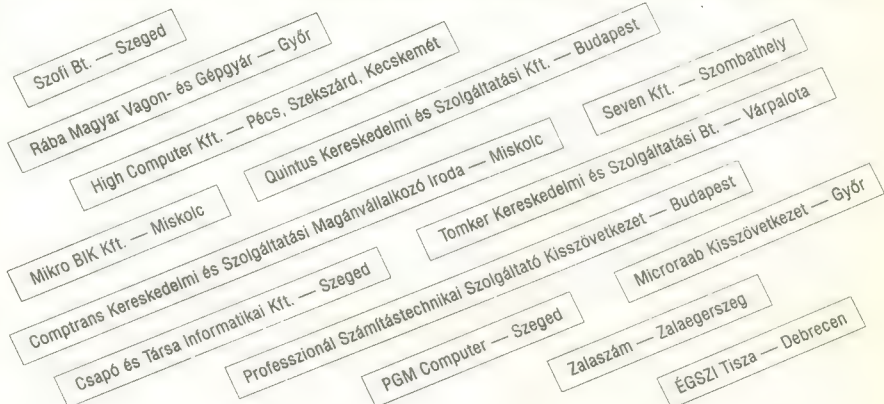 Szofi Bt. — Szeged
Rába Magyar Vagon- és Gépgyár — Győr
High Computer Kft. — Pécs, Szekszárd, Kecskemét
Quintus Kereskedelmi és Szolgáltatási Kft. — Budapest
Seven Kft. — Szombathely
Mikro BIK Kft. — Miskolc
Comptrans Kereskedelmi és Szolgáltatási Magánvállalkozó Iroda — Miskolc
Tomker Kereskedelmi és Szolgáltatási Bt. — Várpalota
Csapó és Társa Informatikai Kft. — Szeged
Professzionál Számítástechnikai Szolgáltató Kisszövetkezet — Budapest
Microraab Kisszövetkezet — Győr
PGM Computer — Szeged
Zalaszám — Zalaegerszeg
ÉGSZI Tisza — Debrecen